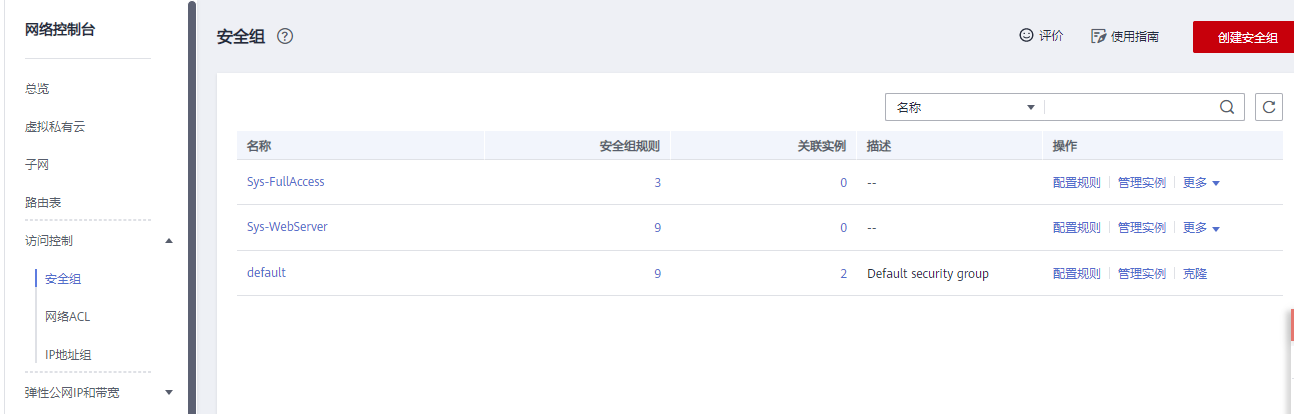 网络控制台
总览
虚拟私有云
子网
路由表
访问控制
安全组
网络ACL
IP地址组
弹性公网IP和带宽
安全组 ?
评价 使用指南 创建安全组
名称
名称 安全组规则 关联实例 描述 操作
Sys-FullAccess 3 0 -- 配置规则 管理实例 更多
Sys-WebServer 9 0 -- 配置规则 管理实例 更多
default 9 2 Default security group 配置规则 管理实例 克隆